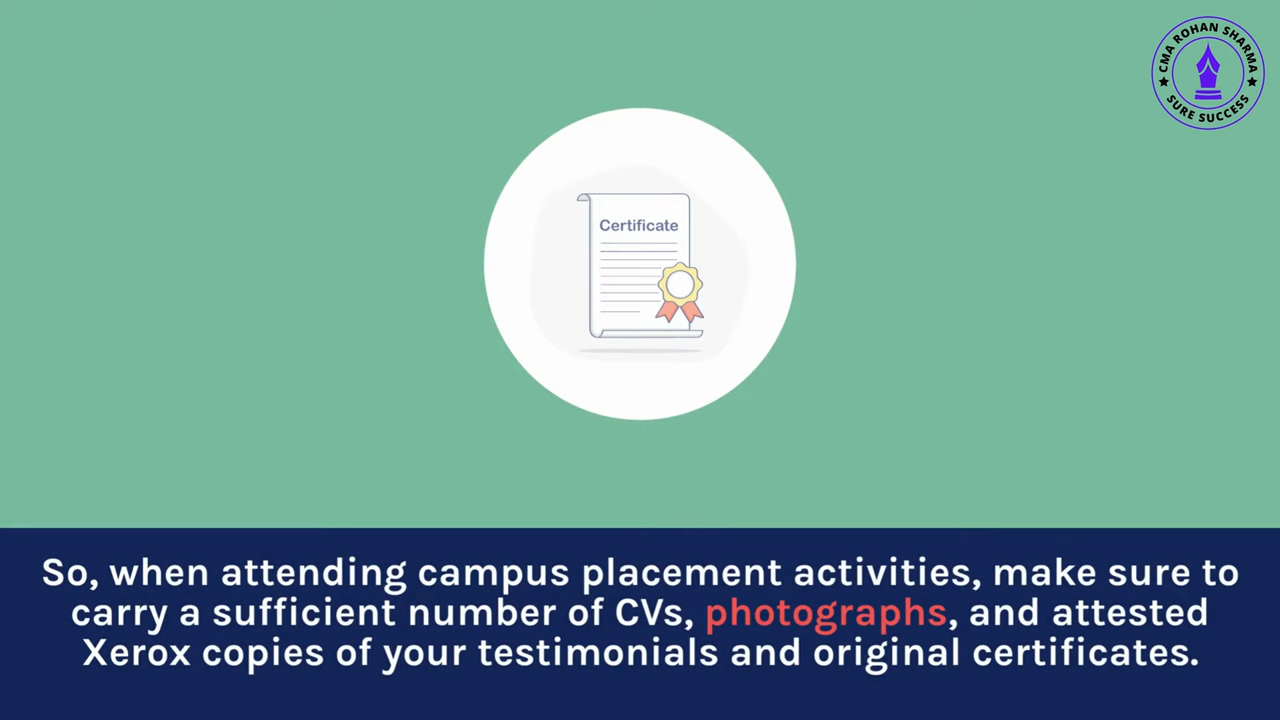 CMA ROHAN SHARMA
SURE SUCCESS
Certificate
So, when attending campus placement activities, make sure to
carry a sufficient number of CVs, photographs, and attested
Xerox copies of your testimonials and original certificates.